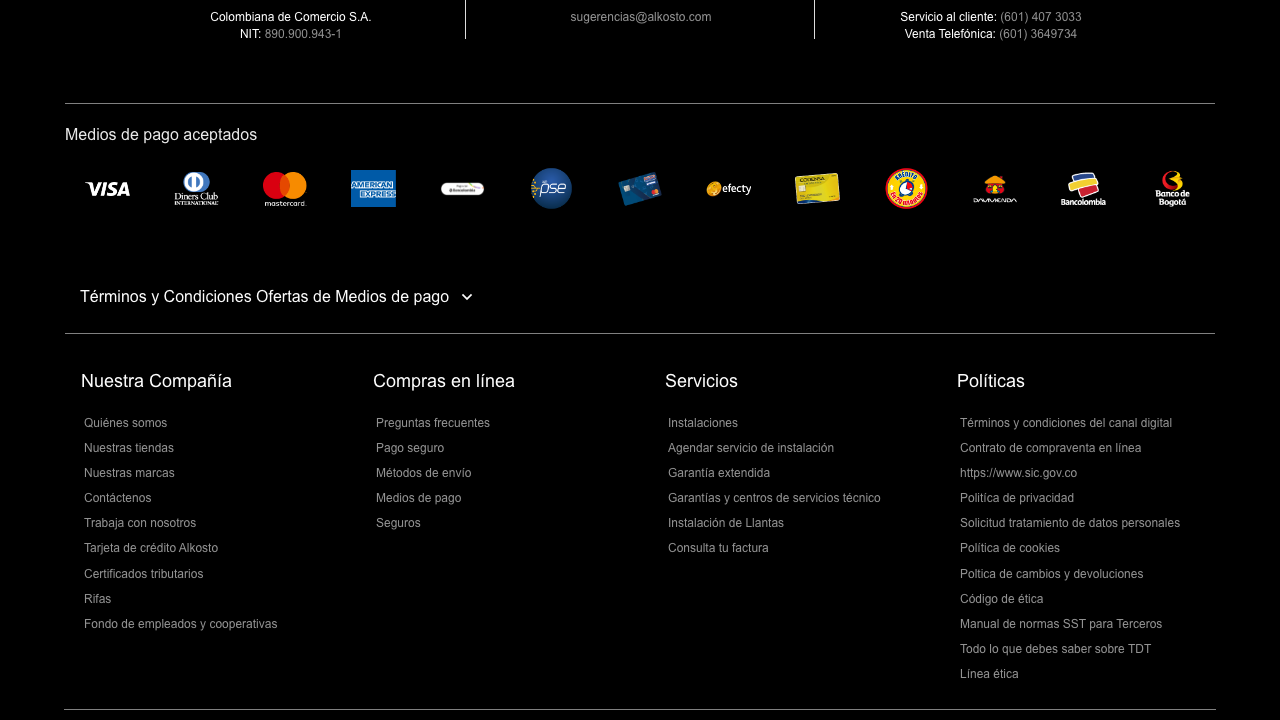 Colombiana de Comercio S.A.
NIT: 890.900.943-1
sugerencias@alkosto.com
Servicio al cliente: (601) 407 3033
Venta Telefónica: (601) 3649734
Medios de pago aceptados
VISA
Diners Club
INTERNATIONAL
mastercard
AMERICAN
EXPRESS
pse
efecty
CODENSA
CRÉDITO
DAVIVIENDA
Bancolombia
Banco de
Bogotá
Términos y Condiciones Ofertas de Medios de pago
Nuestra Compañía
Quiénes somos
Nuestras tiendas
Nuestras marcas
Contáctenos
Trabaja con nosotros
Tarjeta de crédito Alkosto
Certificados tributarios
Rifas
Fondo de empleados y cooperativas
Compras en línea
Preguntas frecuentes
Pago seguro
Métodos de envío
Medios de pago
Seguros
Servicios
Instalaciones
Agendar servicio de instalación
Garantía extendida
Garantías y centros de servicios técnico
Instalación de Llantas
Consulta tu factura
Políticas
Términos y condiciones del canal digital
Contrato de compraventa en línea
https://www.sic.gov.co
Politíca de privacidad
Solicitud tratamiento de datos personales
Política de cookies
Poltica de cambios y devoluciones
Código de ética
Manual de normas SST para Terceros
Todo lo que debes saber sobre TDT
Línea ética